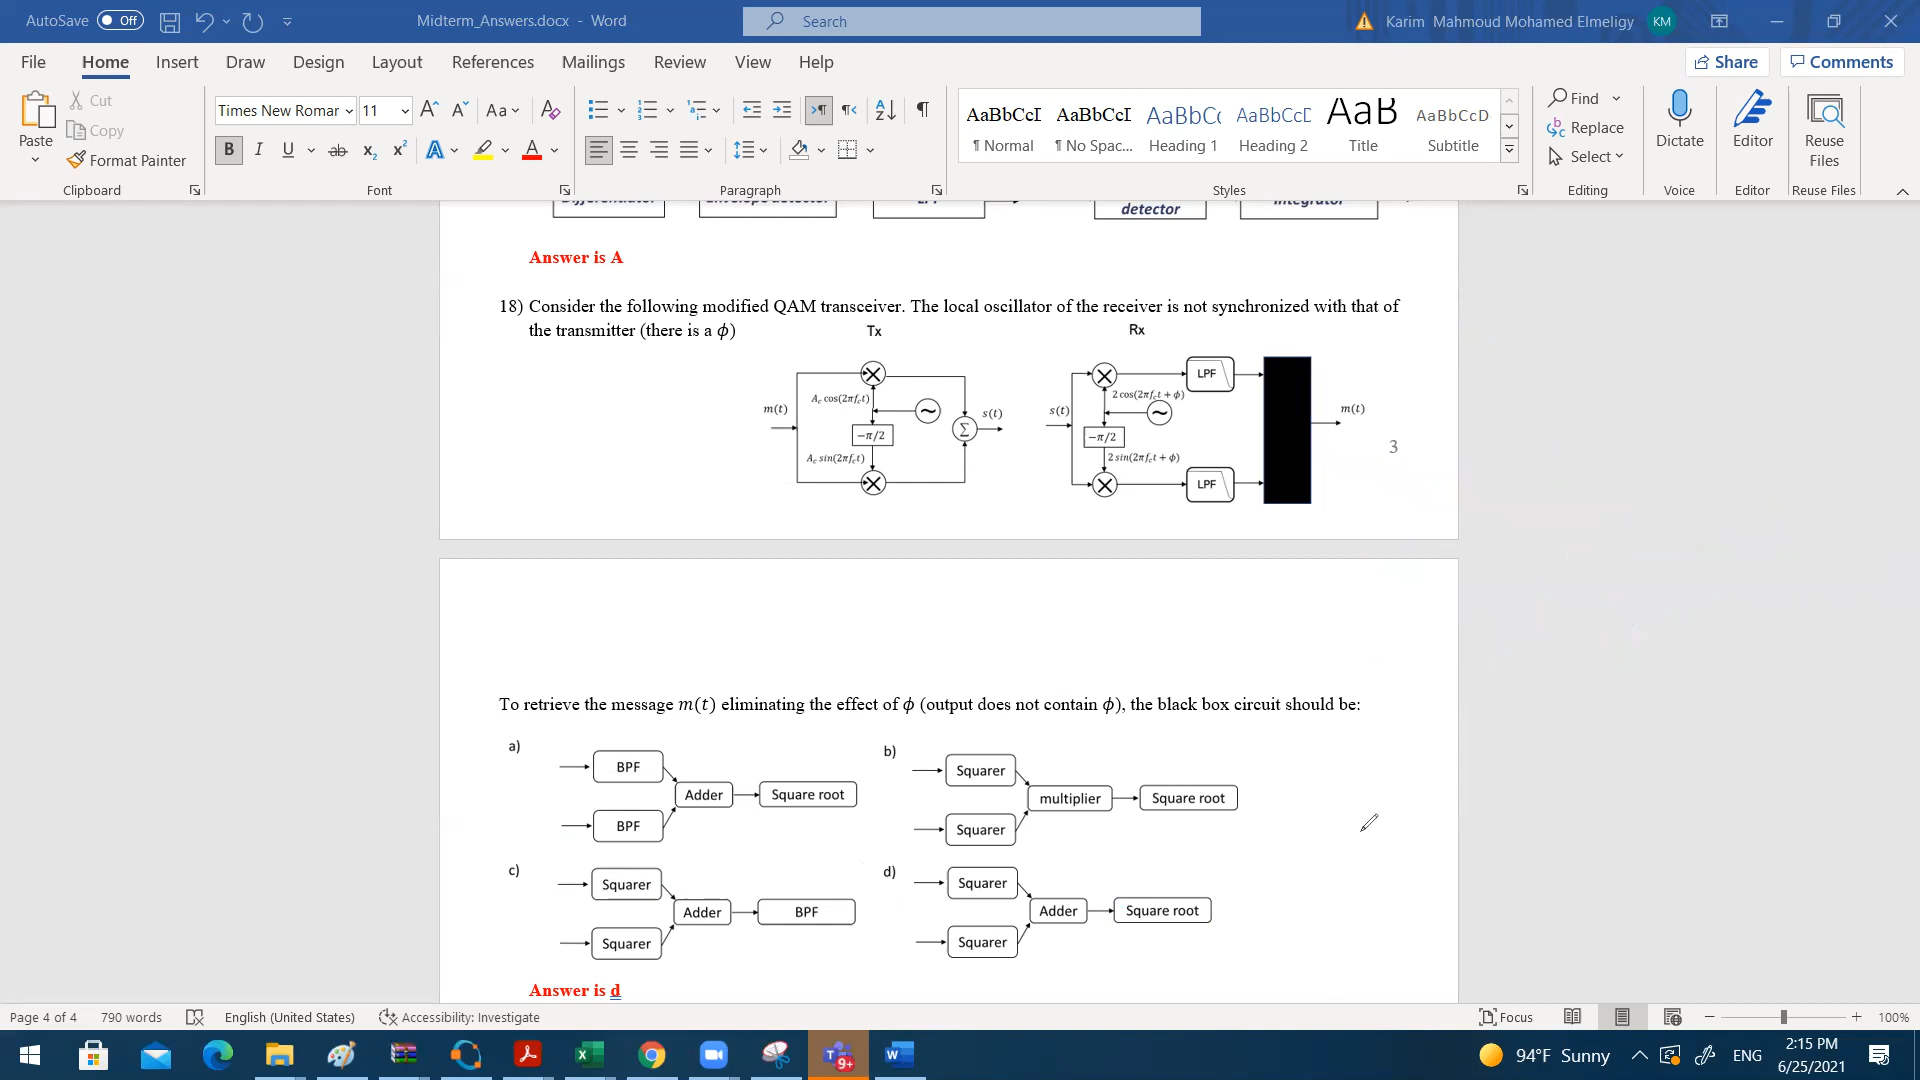 AutoSave Off Midterm_Answers.docx - Word Search Karim Mahmoud Mohamed Elmeligy KM
File Home Insert Draw Design Layout References Mailings Review View Help Share Comments
Paste Cut Copy Format Painter
Clipboard
Times New Romar 11 A^ A˅ Aa A
B I U ab x₂ x² A A
Font
Paragraph
AaBbCcI AaBbCcI AaBbCc AaBbCcD AaB AaBbCcD
¶ Normal ¶ No Spac... Heading 1 Heading 2 Title Subtitle
Styles
Find
Replace
Select
Editing
Dictate
Voice
Editor
Editor
Reuse Files
Reuse Files
detector
Answer is A
18) Consider the following modified QAM transceiver. The local oscillator of the receiver is not synchronized with that of
the transmitter (there is a ϕ)
Tx Rx
m(t) A_c cos(2πf_ct) −π/2 A_c sin(2πf_ct) ~ Σ s(t)
s(t) 2 cos(2πf_ct + ϕ) −π/2 2 sin(2πf_ct + ϕ) ~ LPF LPF m(t)
3
To retrieve the message m(t) eliminating the effect of ϕ (output does not contain ϕ), the black box circuit should be:
a) BPF BPF Adder Square root
b) Squarer Squarer multiplier Square root
c) Squarer Squarer Adder BPF
d) Squarer Squarer Adder Square root
Answer is d
Page 4 of 4 790 words English (United States) Accessibility: Investigate Focus 100%
9+ 94°F Sunny ENG 2:15 PM
6/25/2021